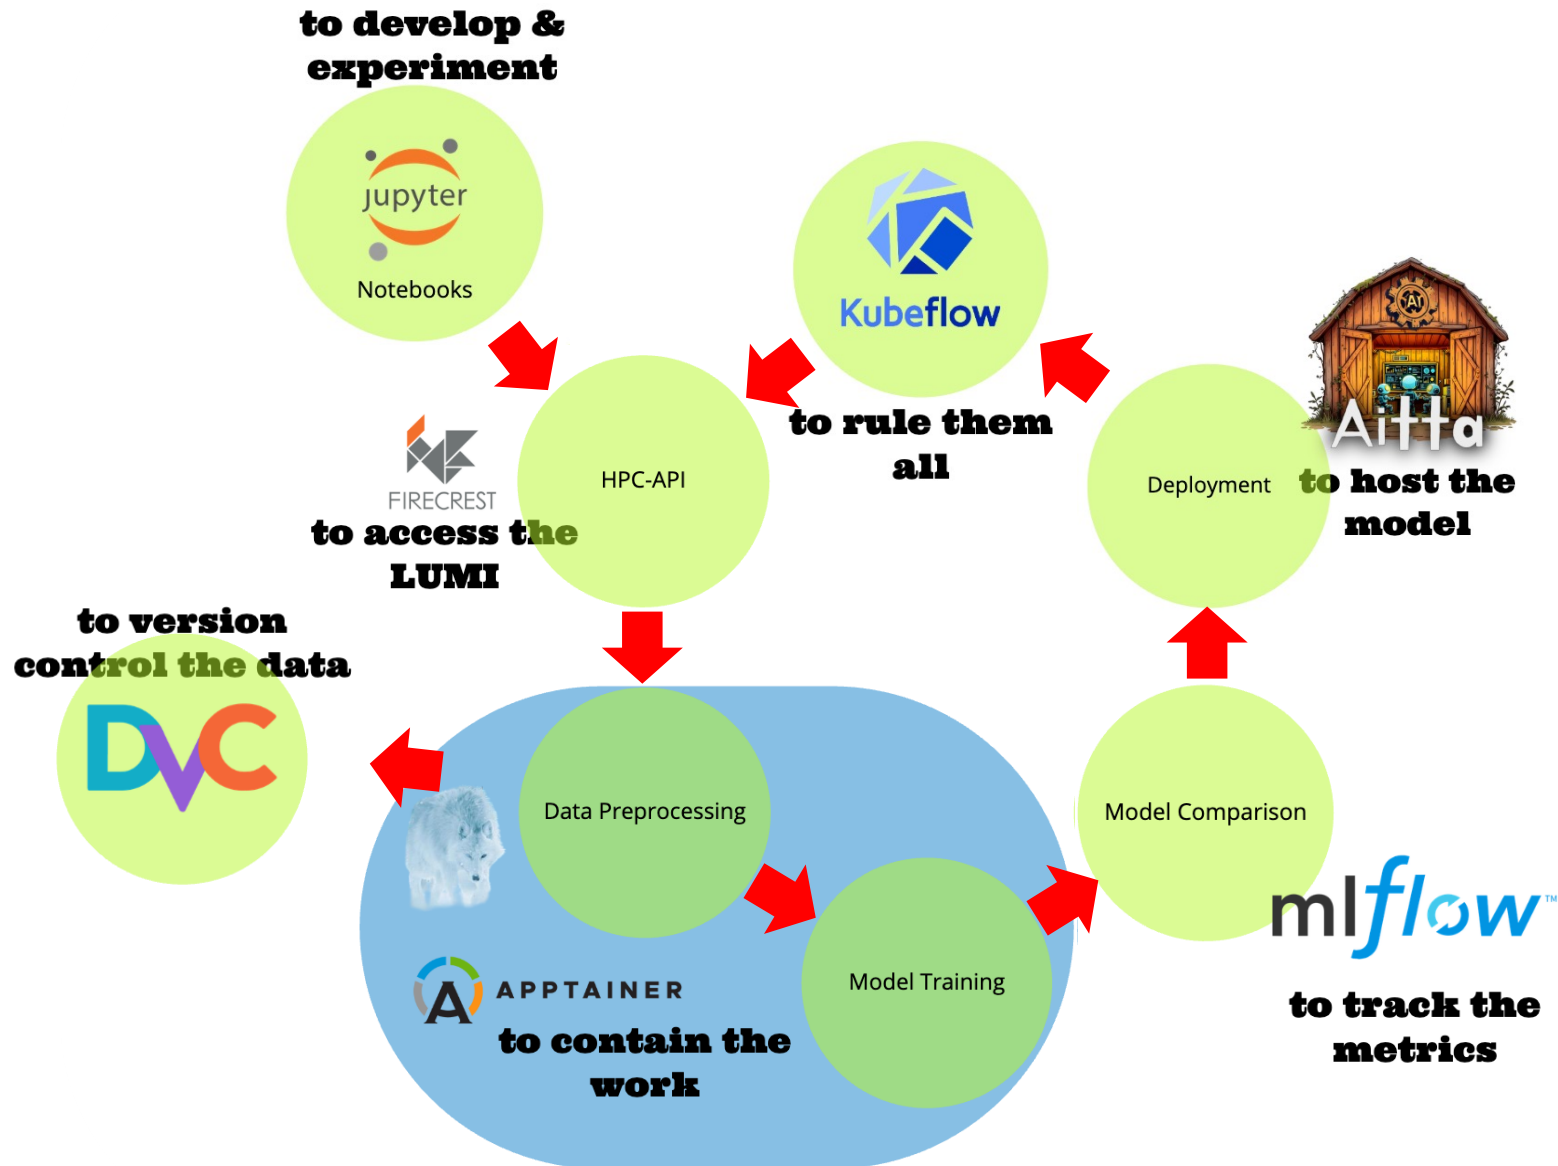 to develop &
experiment
jupyter
Notebooks
Kubeflow
to rule them
all
AI
Aitta
to host the
model
HPC-API
FIRECREST
to access the
LUMI
Deployment
to version
control the data
DVC
Data Preprocessing
Model Comparison
mlflow™
to track the
metrics
APPTAINER
to contain the
work
Model Training